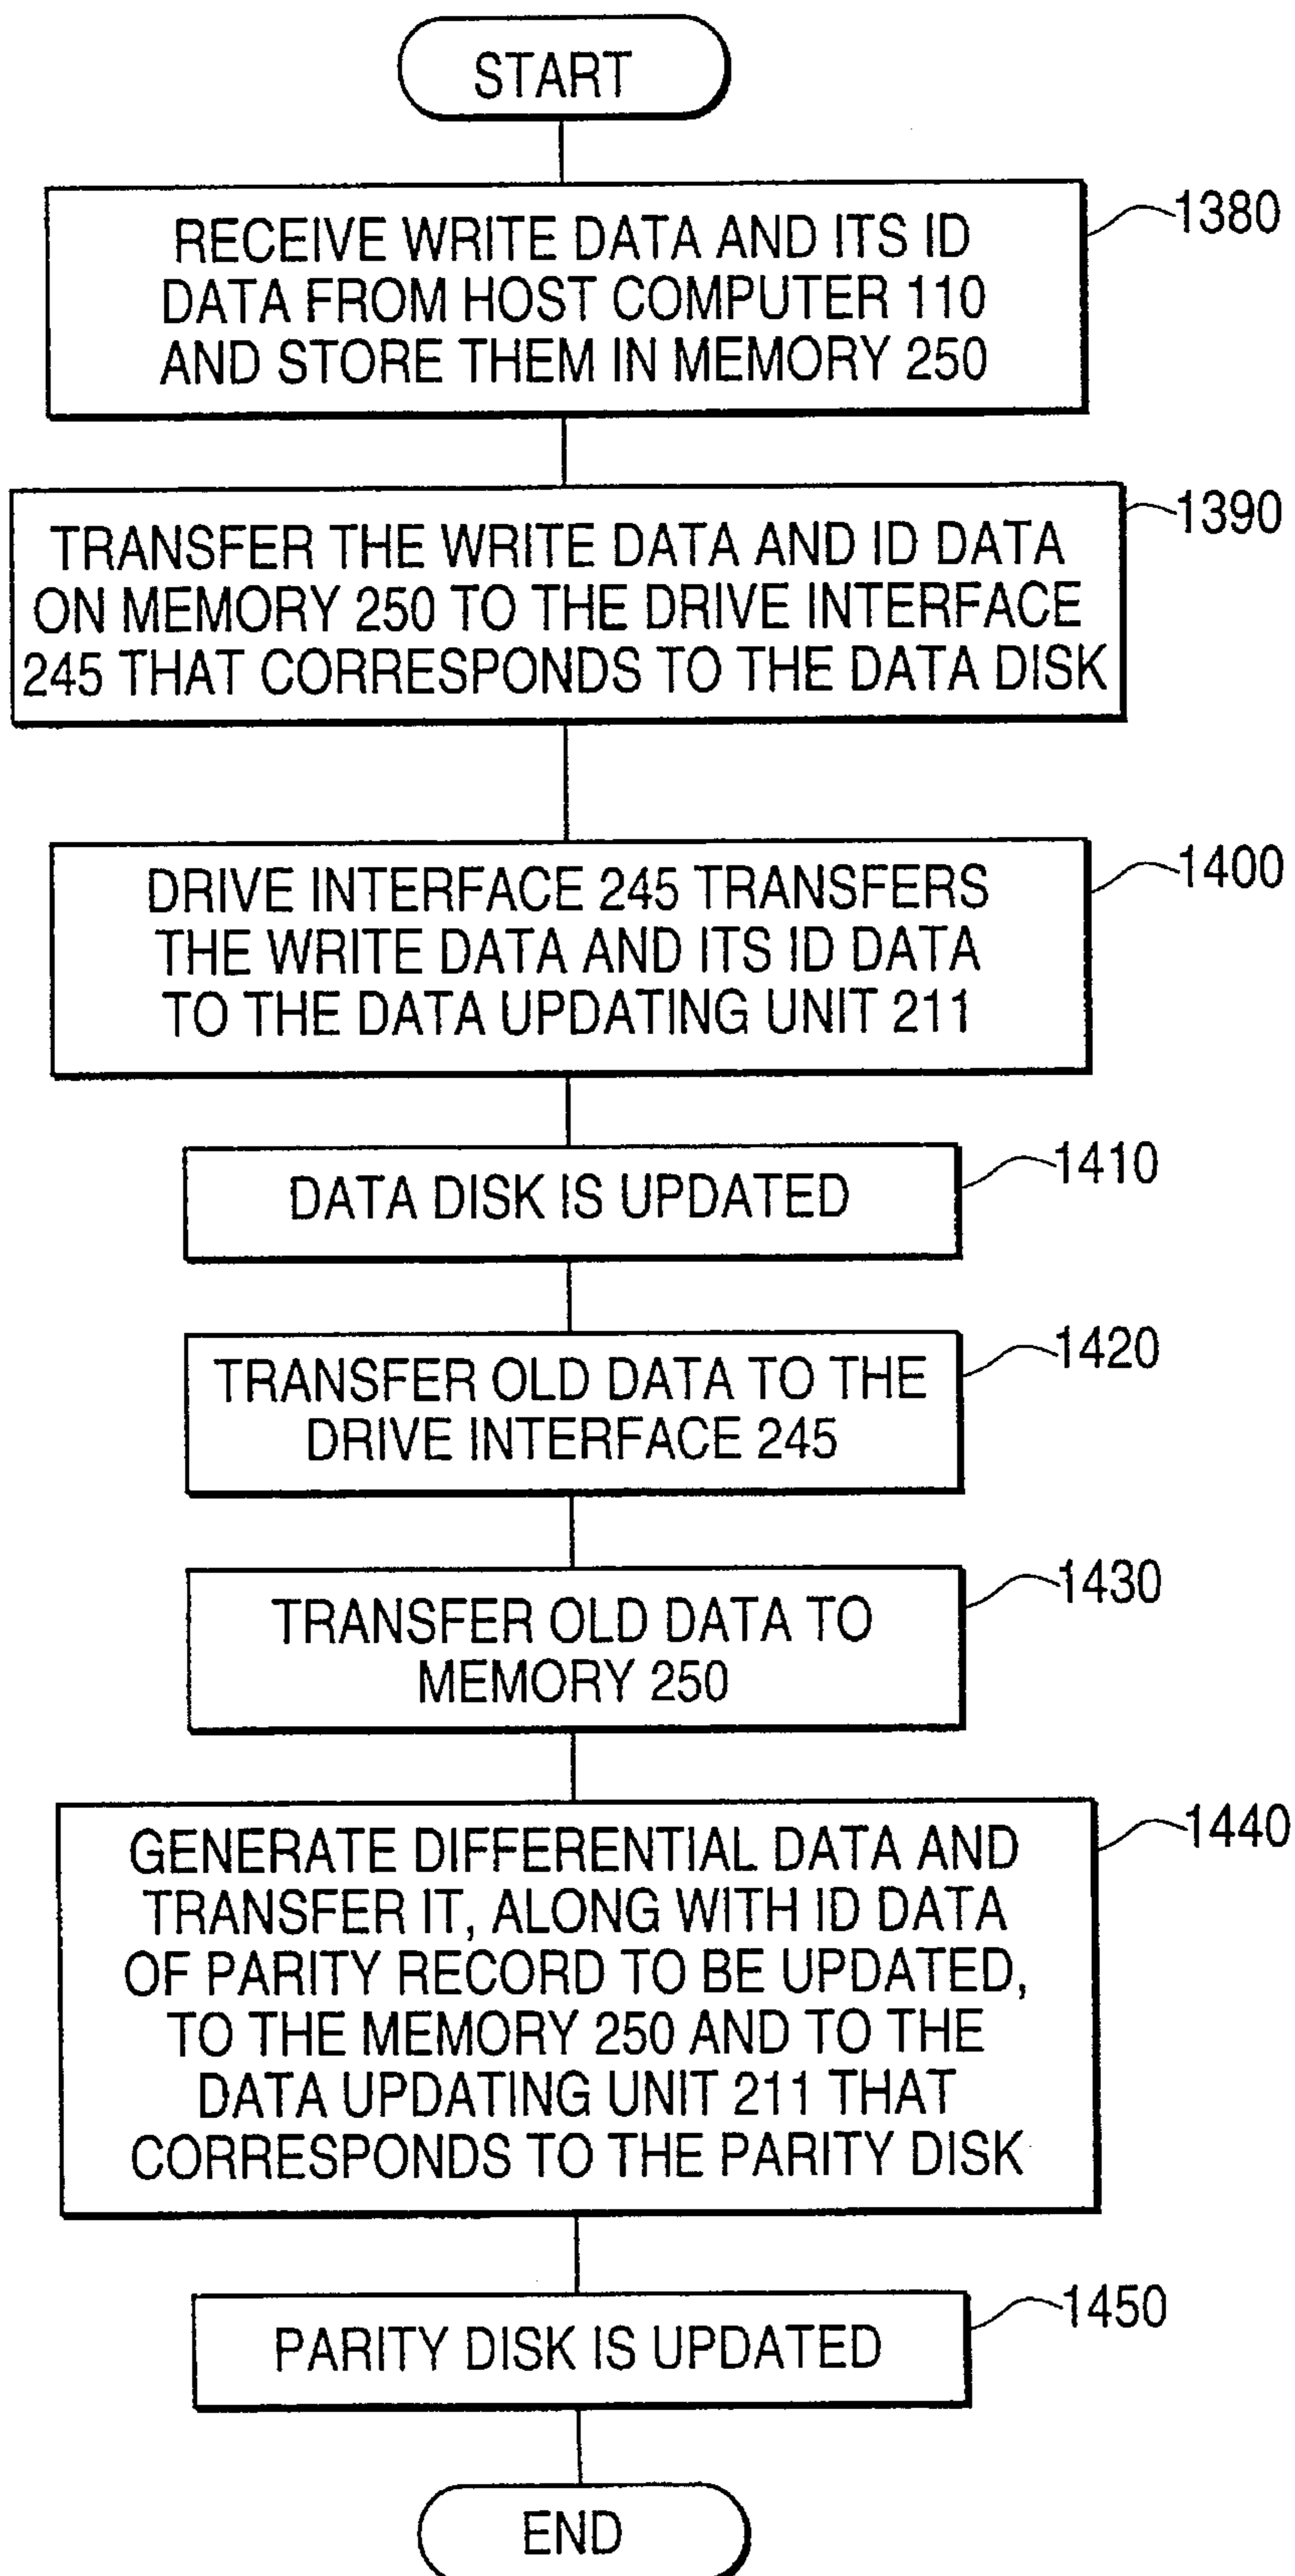 START
RECEIVE WRITE DATA AND ITS ID
DATA FROM HOST COMPUTER 110
AND STORE THEM IN MEMORY 250
1380
TRANSFER THE WRITE DATA AND ID DATA
ON MEMORY 250 TO THE DRIVE INTERFACE
245 THAT CORRESPONDS TO THE DATA DISK
1390
DRIVE INTERFACE 245 TRANSFERS
THE WRITE DATA AND ITS ID DATA
TO THE DATA UPDATING UNIT 211
1400
DATA DISK IS UPDATED
1410
TRANSFER OLD DATA TO THE
DRIVE INTERFACE 245
1420
TRANSFER OLD DATA TO
MEMORY 250
1430
GENERATE DIFFERENTIAL DATA AND
TRANSFER IT, ALONG WITH ID DATA
OF PARITY RECORD TO BE UPDATED,
TO THE MEMORY 250 AND TO THE
DATA UPDATING UNIT 211 THAT
CORRESPONDS TO THE PARITY DISK
1440
PARITY DISK IS UPDATED
1450
END